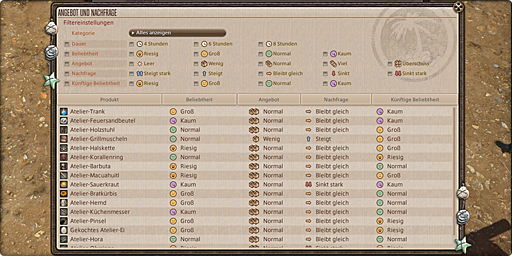 ANGEBOT UND NACHFRAGE
Filtereinstellungen
Kategorie Alles anzeigen
Dauer 4 Stunden 6 Stunden 8 Stunden
Beliebtheit Riesig Groß Normal Kaum
Angebot Leer Wenig Normal Viel Überschuss
Nachfrage Steigt stark Steigt Bleibt gleich Sinkt Sinkt stark
Künftige Beliebtheit Riesig Groß Normal Kaum
Produkt Beliebtheit Angebot Nachfrage Künftige Beliebtheit
Atelier-Trank Groß Normal Bleibt gleich Kaum
Atelier-Feuersandbeutel Kaum Normal Bleibt gleich Kaum
Atelier-Holzstuhl Normal Normal Bleibt gleich Groß
Atelier-Grillmuscheln Normal Wenig Steigt Groß
Atelier-Halskette Riesig Normal Bleibt gleich Groß
Atelier-Korallenring Normal Normal Bleibt gleich Riesig
Atelier-Barbuta Riesig Normal Bleibt gleich Normal
Atelier-Macuahuitl Riesig Normal Bleibt gleich Groß
Atelier-Sauerkraut Kaum Normal Sinkt stark Kaum
Atelier-Bratkürbis Groß Normal Bleibt gleich Normal
Atelier-Hemd Groß Normal Bleibt gleich Kaum
Atelier-Küchenmesser Kaum Normal Bleibt gleich Normal
Atelier-Pinsel Groß Normal Bleibt gleich Riesig
Gekochtes Atelier-Ei Groß Normal Bleibt gleich Riesig
Atelier-Hora Normal Normal Bleibt gleich Groß